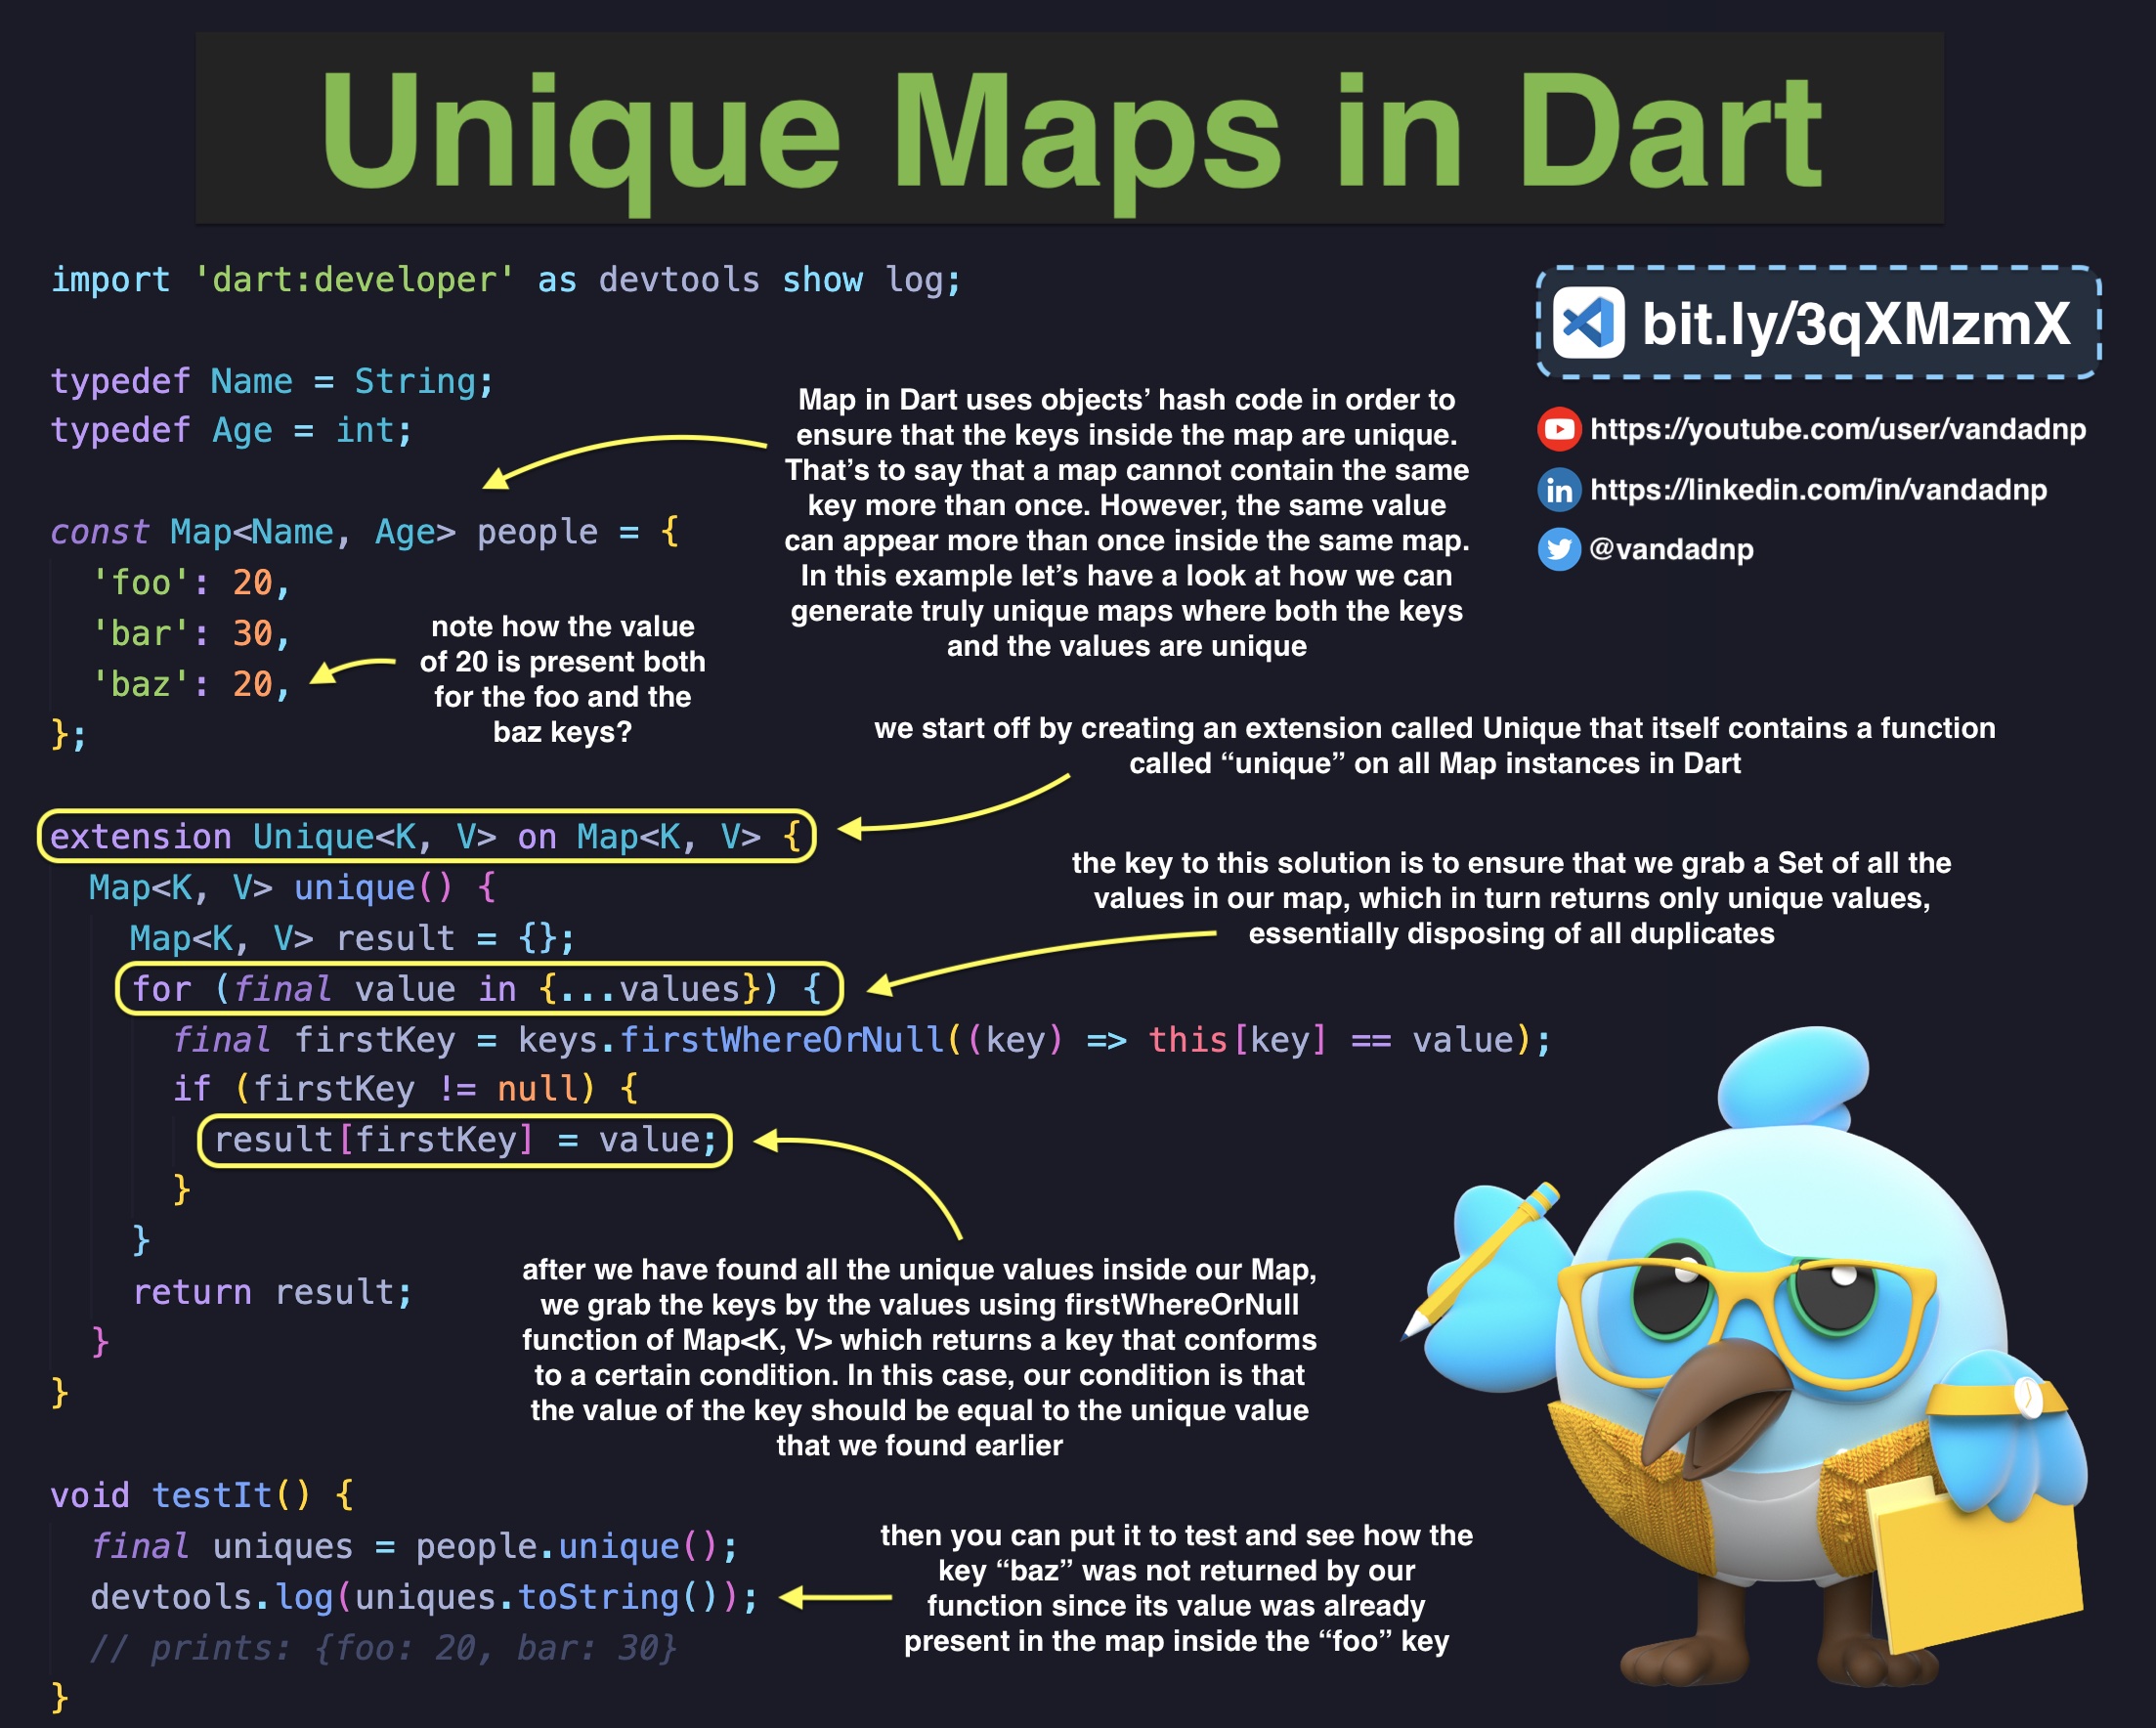 Unique Maps in Dart
import 'dart:developer' as devtools show log;
typedef Name = String;
typedef Age = int;
const Map<Name, Age> people = {
'foo': 20,
'bar': 30,
'baz': 20,
};
bit.ly/3qXMzmX
https://youtube.com/user/vandadnp
https://linkedin.com/in/vandadnp
@vandadnp
Map in Dart uses objects’ hash code in order to
ensure that the keys inside the map are unique.
That’s to say that a map cannot contain the same
key more than once. However, the same value
can appear more than once inside the same map.
In this example let’s have a look at how we can
generate truly unique maps where both the keys
and the values are unique
note how the value
of 20 is present both
for the foo and the
baz keys?
we start off by creating an extension called Unique that itself contains a function
called “unique” on all Map instances in Dart
extension Unique<K, V> on Map<K, V> {
Map<K, V> unique() {
Map<K, V> result = {};
for (final value in {...values}) {
final firstKey = keys.firstWhereOrNull((key) => this[key] == value);
if (firstKey != null) {
result[firstKey] = value;
}
}
return result;
}
}
the key to this solution is to ensure that we grab a Set of all the
values in our map, which in turn returns only unique values,
essentially disposing of all duplicates
after we have found all the unique values inside our Map,
we grab the keys by the values using firstWhereOrNull
function of Map<K, V> which returns a key that conforms
to a certain condition. In this case, our condition is that
the value of the key should be equal to the unique value
that we found earlier
void testIt() {
final uniques = people.unique();
devtools.log(uniques.toString());
// prints: {foo: 20, bar: 30}
}
then you can put it to test and see how the
key “baz” was not returned by our
function since its value was already
present in the map inside the “foo” key